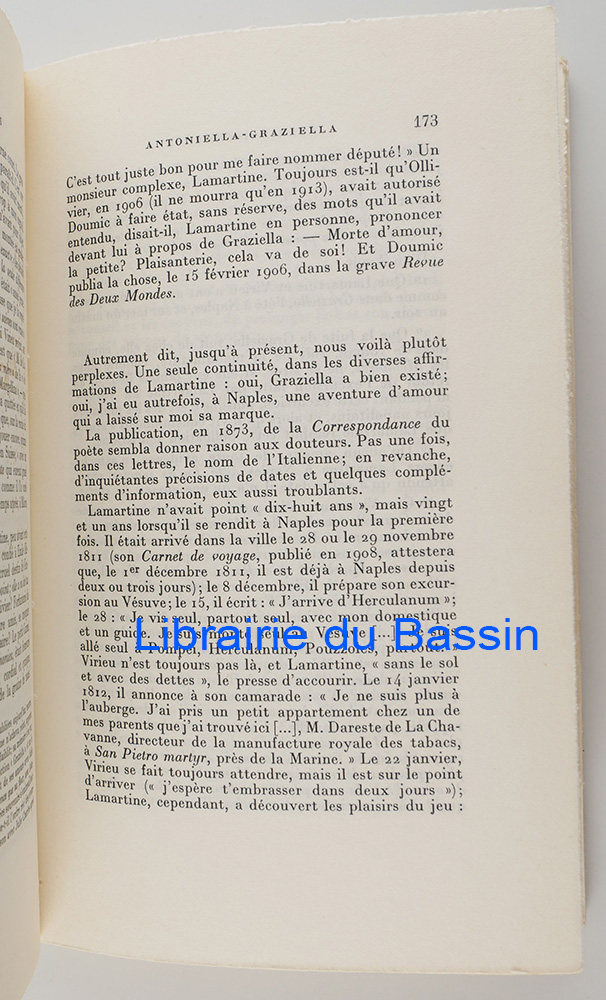 ANTONIELLA-GRAZIELLA 173
C'est tout juste bon pour me faire nommer député! » Un
monsieur complexe, Lamartine. Toujours est-il qu'Olli-
vier, en 1906 (il ne mourra qu'en 1913), avait autorisé
Doumic à faire état, sans réserve, des mots qu'il avait
entendu, disait-il, Lamartine en personne, prononcer
devant lui à propos de Graziella : — Morte d'amour,
la petite? Plaisanterie, cela va de soi! Et Doumic
publia la chose, le 15 février 1906, dans la grave Revue
des Deux Mondes.
Autrement dit, jusqu'à présent, nous voilà plutôt
perplexes. Une seule continuité, dans les diverses affir-
mations de Lamartine : oui, Graziella a bien existé;
oui, j'ai eu autrefois, à Naples, une aventure d'amour
qui a laissé sur moi sa marque.
La publication, en 1873, de la Correspondance du
poète sembla donner raison aux douteurs. Pas une fois,
dans ces lettres, le nom de l'Italienne; en revanche,
d'inquiétantes précisions de dates et quelques complé-
ments d'information, eux aussi troublants.
Lamartine n'avait point « dix-huit ans », mais vingt
et un ans lorsqu'il se rendit à Naples pour la première
fois. Il était arrivé dans la ville le 28 ou le 29 novembre
1811 (son Carnet de voyage, publié en 1908, attestera
que, le 1er décembre 1811, il est déjà à Naples depuis
deux ou trois jours); le 8 décembre, il prépare son excur-
sion au Vésuve; le 15, il écrit : « J'arrive d'Herculanum »;
le 28 : « Je vis seul, partout seul, avec mon domestique
et un guide. Je suis monté seul au Vésuve [...]. Je suis
allé seul à Pompéi, Herculanum, Pouzzoles, partout. »
Virieu n'est toujours pas là, et Lamartine, « sans le sol
et avec des dettes », le presse d'accourir. Le 14 janvier
1812, il annonce à son camarade : « Je ne suis plus à
l'auberge. J'ai pris un petit appartement chez un de
mes parents que j'ai trouvé ici [...], M. Dareste de La Cha-
vanne, directeur de la manufacture royale des tabacs,
à San Pietro martyr, près de la Marine. » Le 22 janvier,
Virieu se fait toujours attendre, mais il est sur le point
d'arriver (« j'espère t'embrasser dans deux jours »);
Lamartine, cependant, a découvert les plaisirs du jeu :
Librairie du Bassin